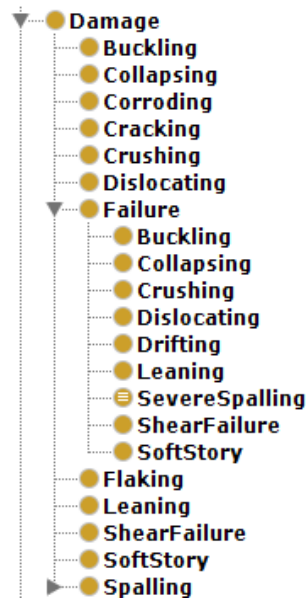 Damage
Buckling
Collapsing
Corroding
Cracking
Crushing
Dislocating
Failure
Buckling
Collapsing
Crushing
Dislocating
Drifting
Leaning
SevereSpalling
ShearFailure
SoftStory
Flaking
Leaning
ShearFailure
SoftStory
Spalling